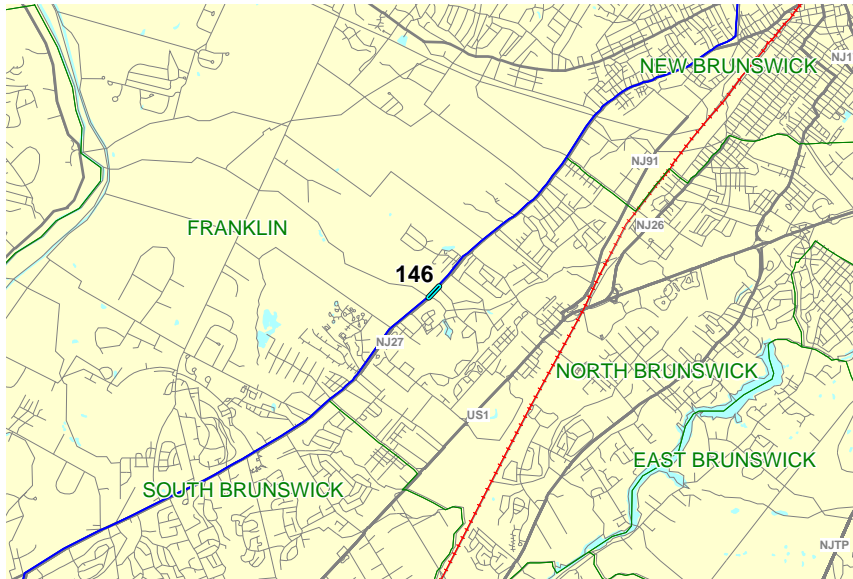 NJ1
NEW BRUNSWICK
NJ91
FRANKLIN
NJ26
146
NJ27
NORTH BRUNSWICK
US1
EAST BRUNSWICK
SOUTH BRUNSWICK
NJTP